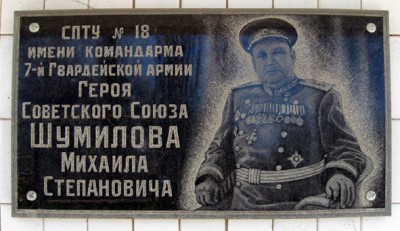 СПТУ № 18
ИМЕНИ КОМАНДАРМА
7-Й ГВАРДЕЙСКОЙ АРМИИ
ГЕРОЯ
СОВЕТСКОГО СОЮЗА
ШУМИЛОВА
МИХАИЛА
СТЕПАНОВИЧА